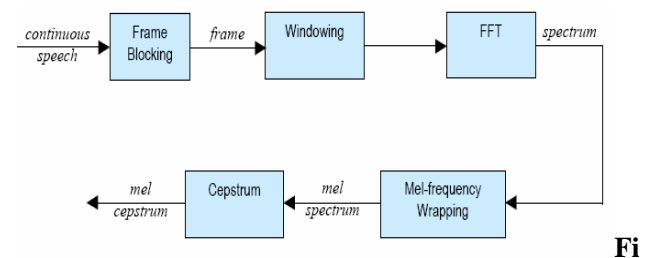 continuous
speech
Frame
Blocking
frame
Windowing
FFT
spectrum
mel
cepstrum
Cepstrum
mel
spectrum
Mel-frequency
Wrapping
Fi